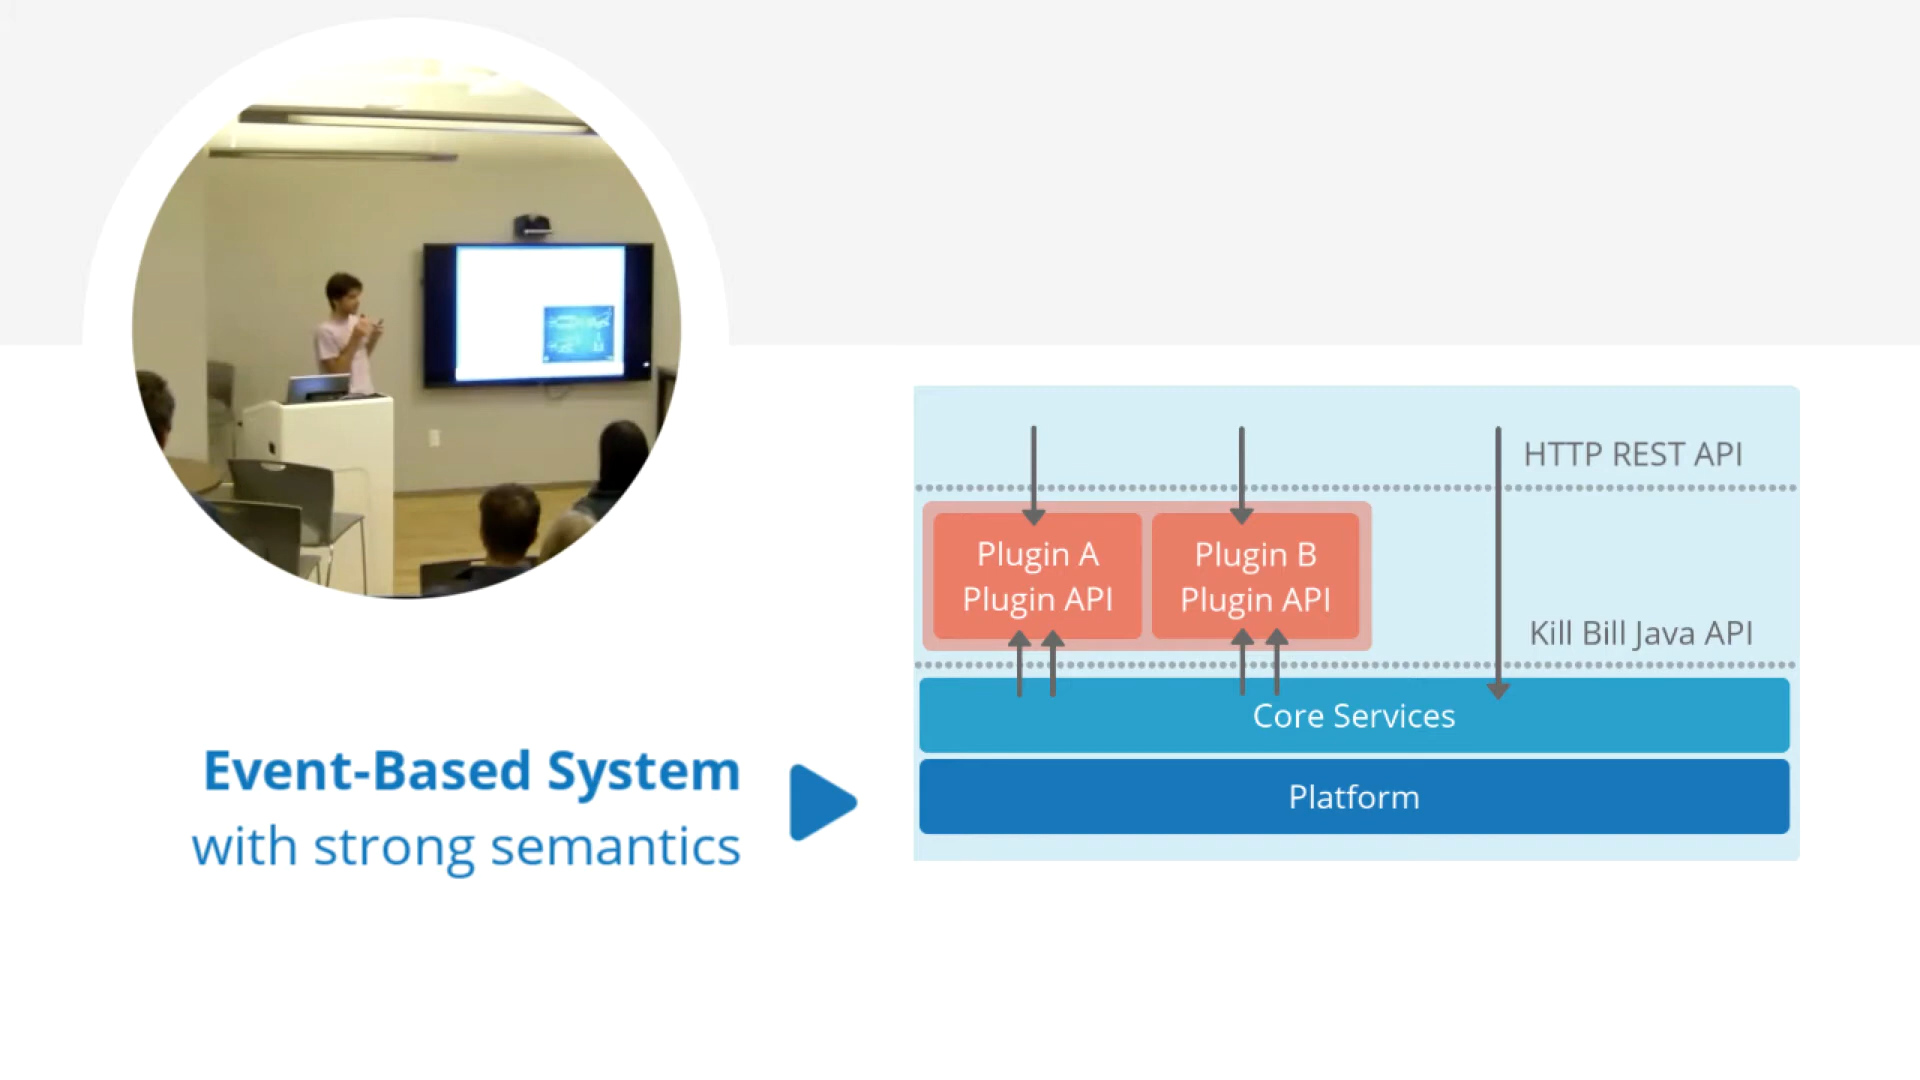 Event-Based System
with strong semantics
HTTP REST API
Plugin A
Plugin API
Plugin B
Plugin API
Kill Bill Java API
Core Services
Platform